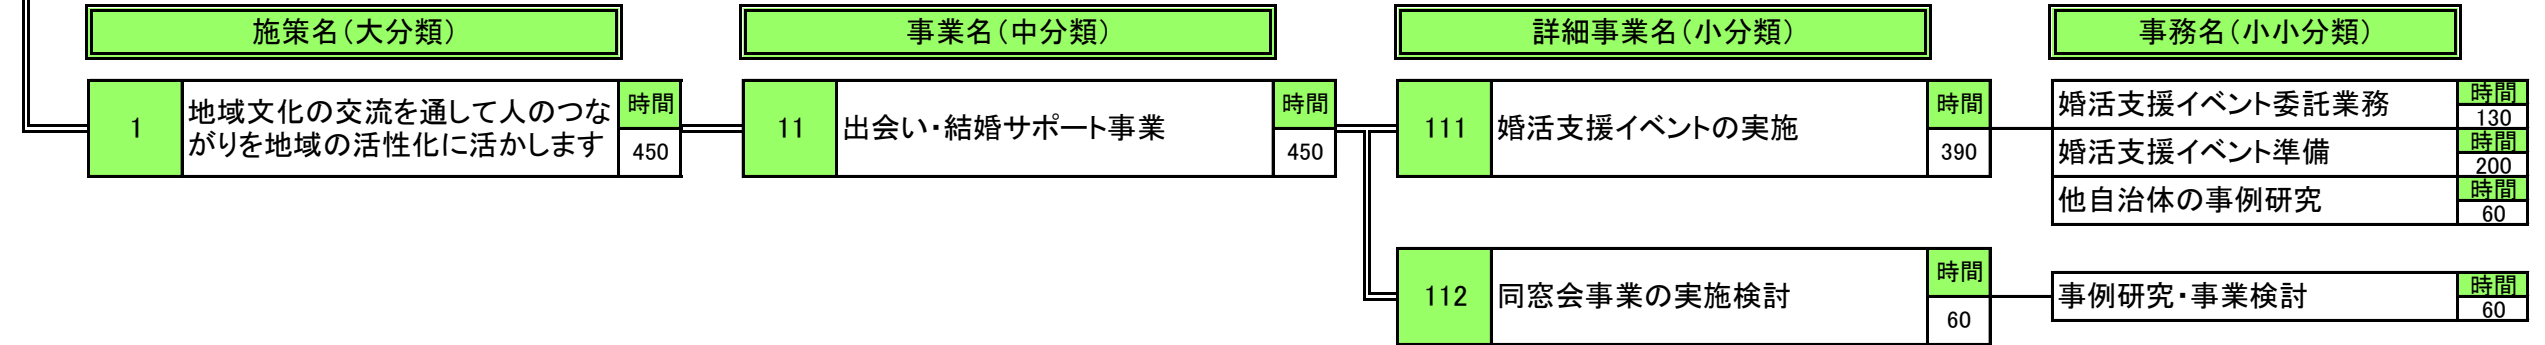 施策名（大分類）
事業名（中分類）
詳細事業名（小分類）
事務名（小小分類）
1
地域文化の交流を通して人のつな
がりを地域の活性化に活かします
時間
450
11
出会い・結婚サポート事業
時間
450
111
婚活支援イベントの実施
時間
390
婚活支援イベント委託業務
時間
130
婚活支援イベント準備
時間
200
他自治体の事例研究
時間
60
112
同窓会事業の実施検討
時間
60
事例研究・事業検討
時間
60